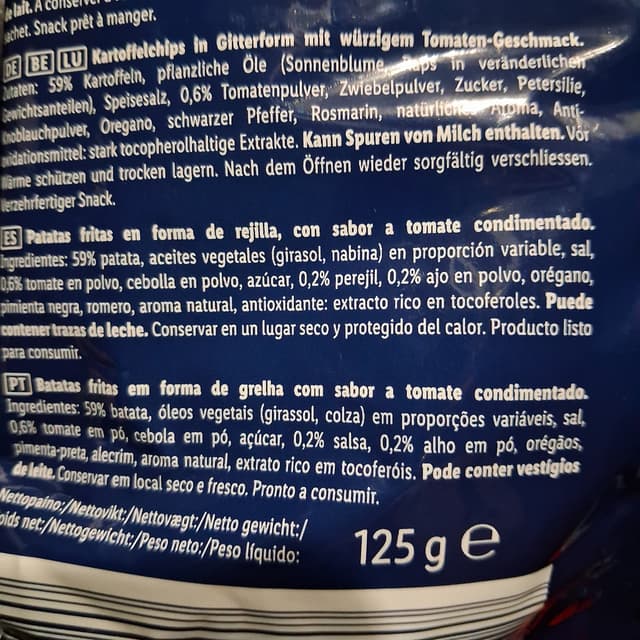 le lait. À conserver
sachet. Snack prêt à manger.
DE BE LU Kartoffelchips in Gitterform mit würzigem Tomaten-Geschmack.
Zutaten: 59% Kartoffeln, pflanzliche Öle (Sonnenblume, Raps in veränderlichen
Gewichtsanteilen), Speisesalz, 0,6% Tomatenpulver, Zwiebelpulver, Zucker, Petersilie,
Knoblauchpulver, Oregano, schwarzer Pfeffer, Rosmarin, natürliches Aroma, Anti-
oxidationsmittel: stark tocopherolhaltige Extrakte. Kann Spuren von Milch enthalten. Vor
Wärme schützen und trocken lagern. Nach dem Öffnen wieder sorgfältig verschliessen.
Verzehrfertiger Snack.
ES Patatas fritas en forma de rejilla, con sabor a tomate condimentado.
Ingredientes: 59% patata, aceites vegetales (girasol, nabina) en proporción variable, sal,
0,6% tomate en polvo, cebolla en polvo, azúcar, 0,2% perejil, 0,2% ajo en polvo, orégano,
pimienta negra, romero, aroma natural, antioxidante: extracto rico en tocoferoles. Puede
contener trazas de leche. Conservar en un lugar seco y protegido del calor. Producto listo
para consumir.
PT Batatas fritas em forma de grelha com sabor a tomate condimentado.
Ingredientes: 59% batata, óleos vegetais (girassol, colza) em proporções variáveis, sal,
0,6% tomate em pó, cebola em pó, açúcar, 0,2% salsa, 0,2% alho em pó, orégãos,
pimenta-preta, alecrim, aroma natural, extrato rico em tocoferóis. Pode conter vestígios
de leite. Conservar em local seco e fresco. Pronto a consumir.
Nettopaino:/Nettovikt:/Nettovægt:/Netto gewicht:/
Poids net:/Nettogewicht:/Peso neto:/Peso líquido:
125 g e